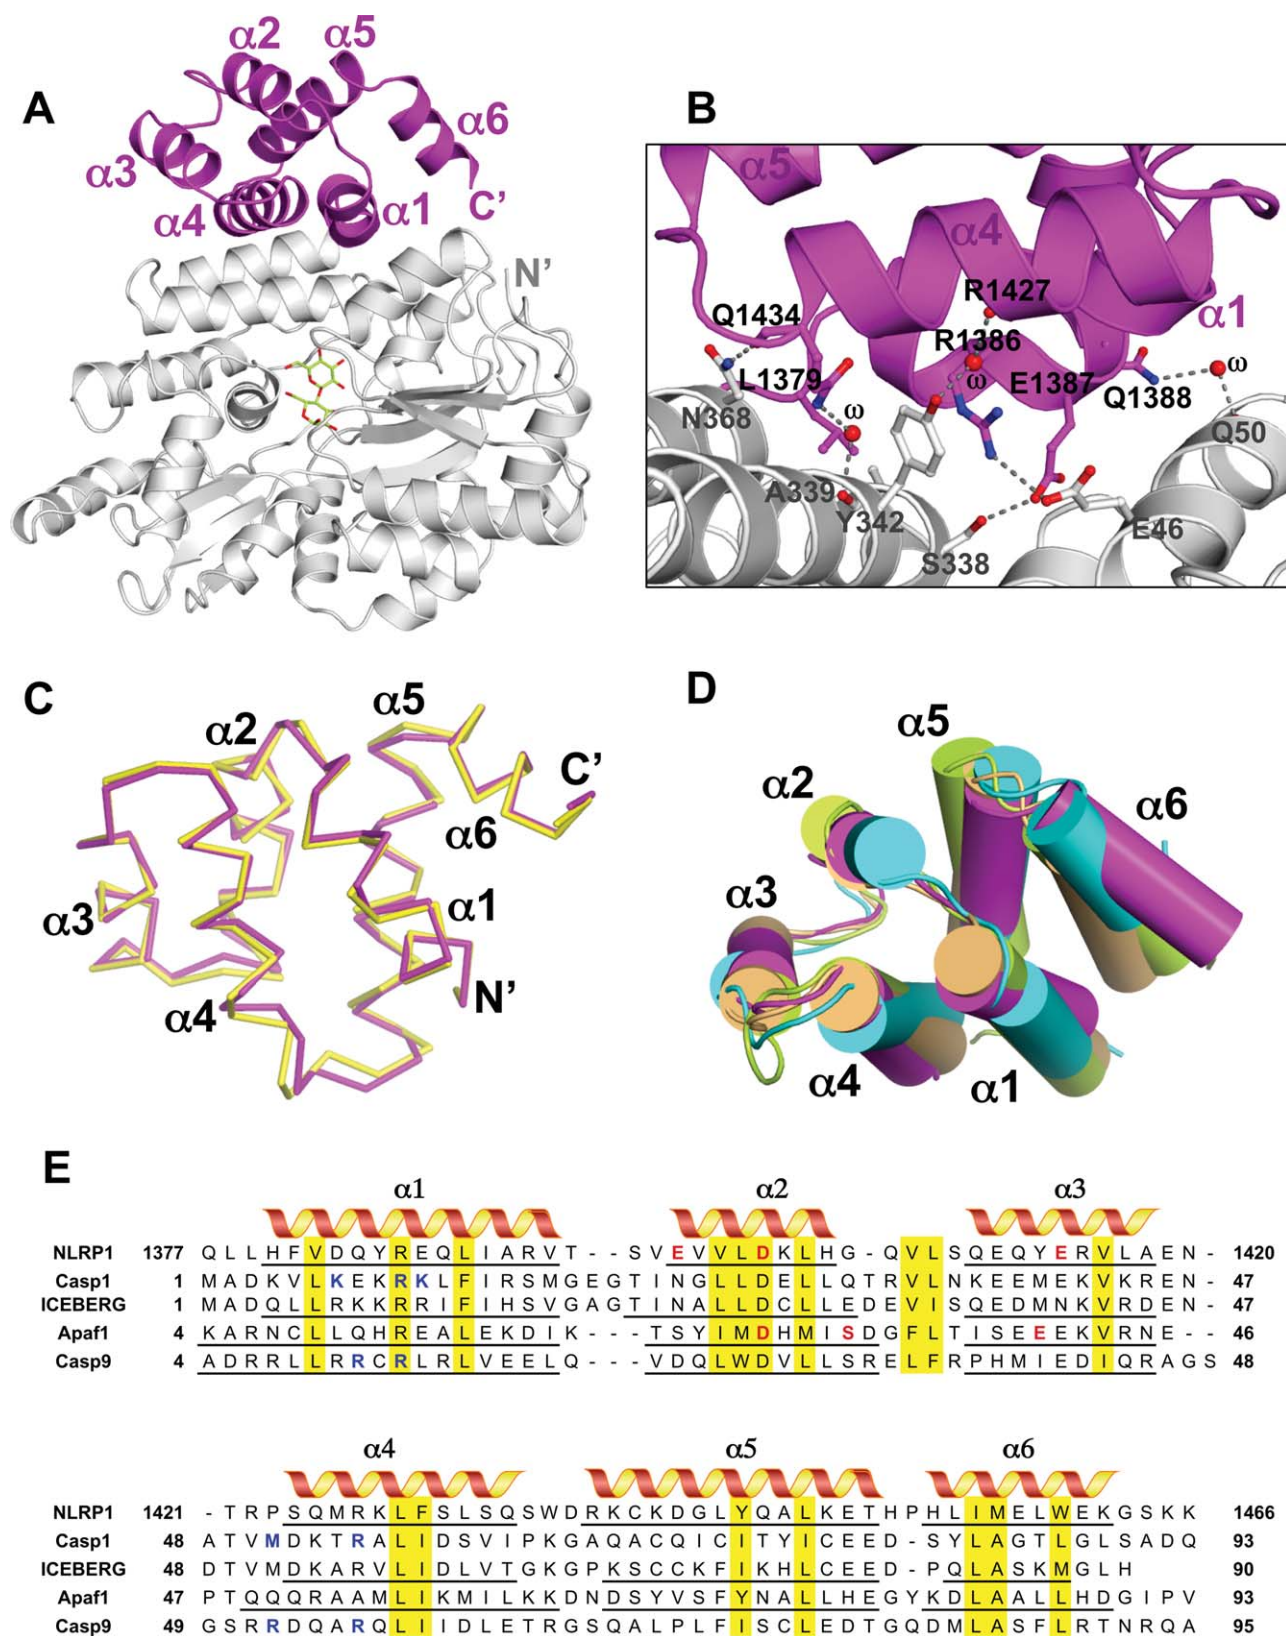 A
α2 α5
α3 α6
α4 α1 C’
N’
B
α5
α4
R1427
Q1434 α1
R1386
L1379 ω E1387 ω
N368 Q1388
ω Q50
A339
Y342 E46
S338
C
α5
α2
C’
α6
α3 α1
N’
α4
D
α5
α2
α6
α3
α4 α1
E
α1 α2 α3
NLRP1 1377 Q L L H F V D Q Y R E Q L I A R V T - - S V E V V L D K L H G - Q V L S Q E Q Y E R V L A E N - 1420
Casp1 1 M A D K V L K E K R K L F I R S M G E G T I N G L L D E L L Q T R V L N K E E M E K V K R E N - 47
ICEBERG 1 M A D Q L L R K K R R I F I H S V G A G T I N A L L D C L L E D E V I S Q E D M N K V R D E N - 47
Apaf1 4 K A R N C L L Q H R E A L E K D I K - - - T S Y I M D H M I S D G F L T I S E E E K V R N E - - 46
Casp9 4 A D R R L L R R C R L R L V E E L Q - - - V D Q L W D V L L S R E L F R P H M I E D I Q R A G S 48
α4 α5 α6
NLRP1 1421 - T R P S Q M R K L F S L S Q S W D R K C K D G L Y Q A L K E T H P H L I M E L W E K G S K K 1466
Casp1 48 A T V M D K T R A L I D S V I P K G A Q A C Q I C I T Y I C E E D - S Y L A G T L G L S A D Q 93
ICEBERG 48 D T V M D K A R V L I D L V T G K G P K S C C K F I K H L C E E D - P Q L A S K M G L H 90
Apaf1 47 P T Q Q Q R A A M L I K M I L K K D N D S Y V S F Y N A L L H E G Y K D L A A L L H D G I P V 93
Casp9 49 G S R R D Q A R Q L I I D L E T R G S Q A L P L F I S C L E D T G Q D M L A S F L R T N R Q A 95